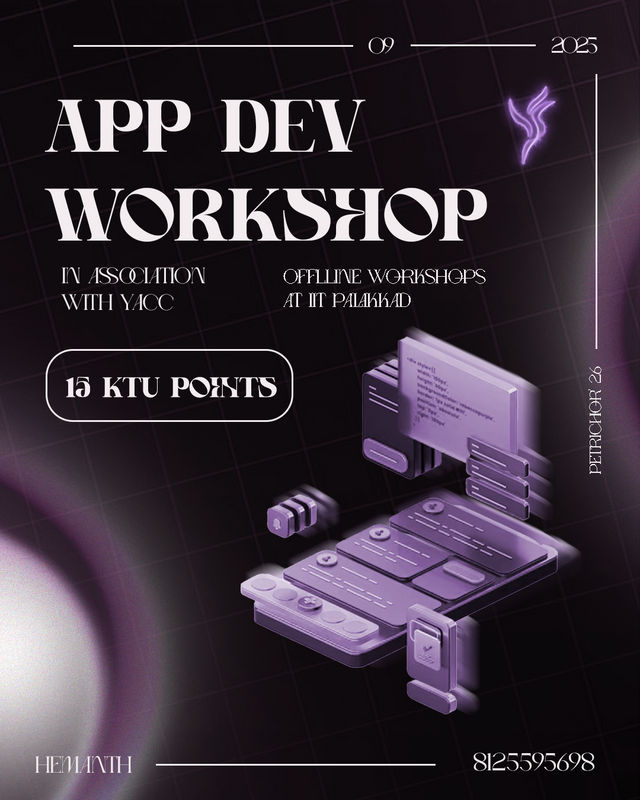 09 2025
APP DEV
WORKSHOP
IN ASSOCIATION
WITH YACC
OFFLLINE WORKSHOPS
AT IIT PALAKKAD
15 KTU POINTS
PETRICHOR' 26
HEMANTH 8125595698